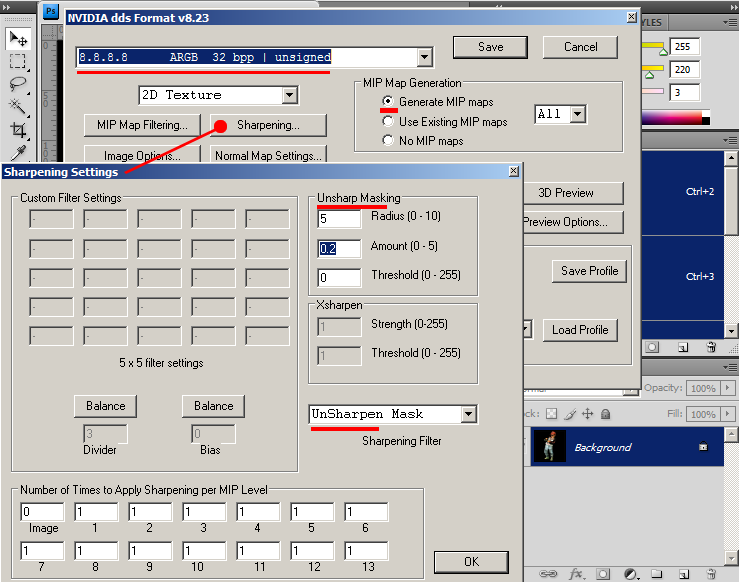 Ps
NVIDIA dds Format v8.23
8.8.8.8 ARGB 32 bpp | unsigned
Save
Cancel
2D Texture
MIP Map Generation
Generate MIP maps
Use Existing MIP maps
No MIP maps
All
MIP Map Filtering...
Sharpening...
Image Options...
Normal Map Settings...
3D Preview
Preview Options...
Save Profile
Load Profile
YLES
255
220
3
Ctrl+2
Ctrl+3
Opacity: 100%
Fill: 100%
Background
fx
Sharpening Settings
Custom Filter Settings
- - - - -
- - - - -
- - - - -
- - - - -
- - - - -
5 x 5 filter settings
Balance
Balance
3
0
Divider
Bias
Unsharp Masking
5 Radius (0 - 10)
0.2 Amount (0 - 5)
0 Threshold (0 - 255)
Xsharpen
1 Strength (0-255)
1 Threshold (0 - 255)
UnSharpen Mask
Sharpening Filter
Number of Times to Apply Sharpening per MIP Level
0 1 1 1 1 1 1
Image 1 2 3 4 5 6
1 1 1 1 1 1 1
7 8 9 10 11 12 13
OK